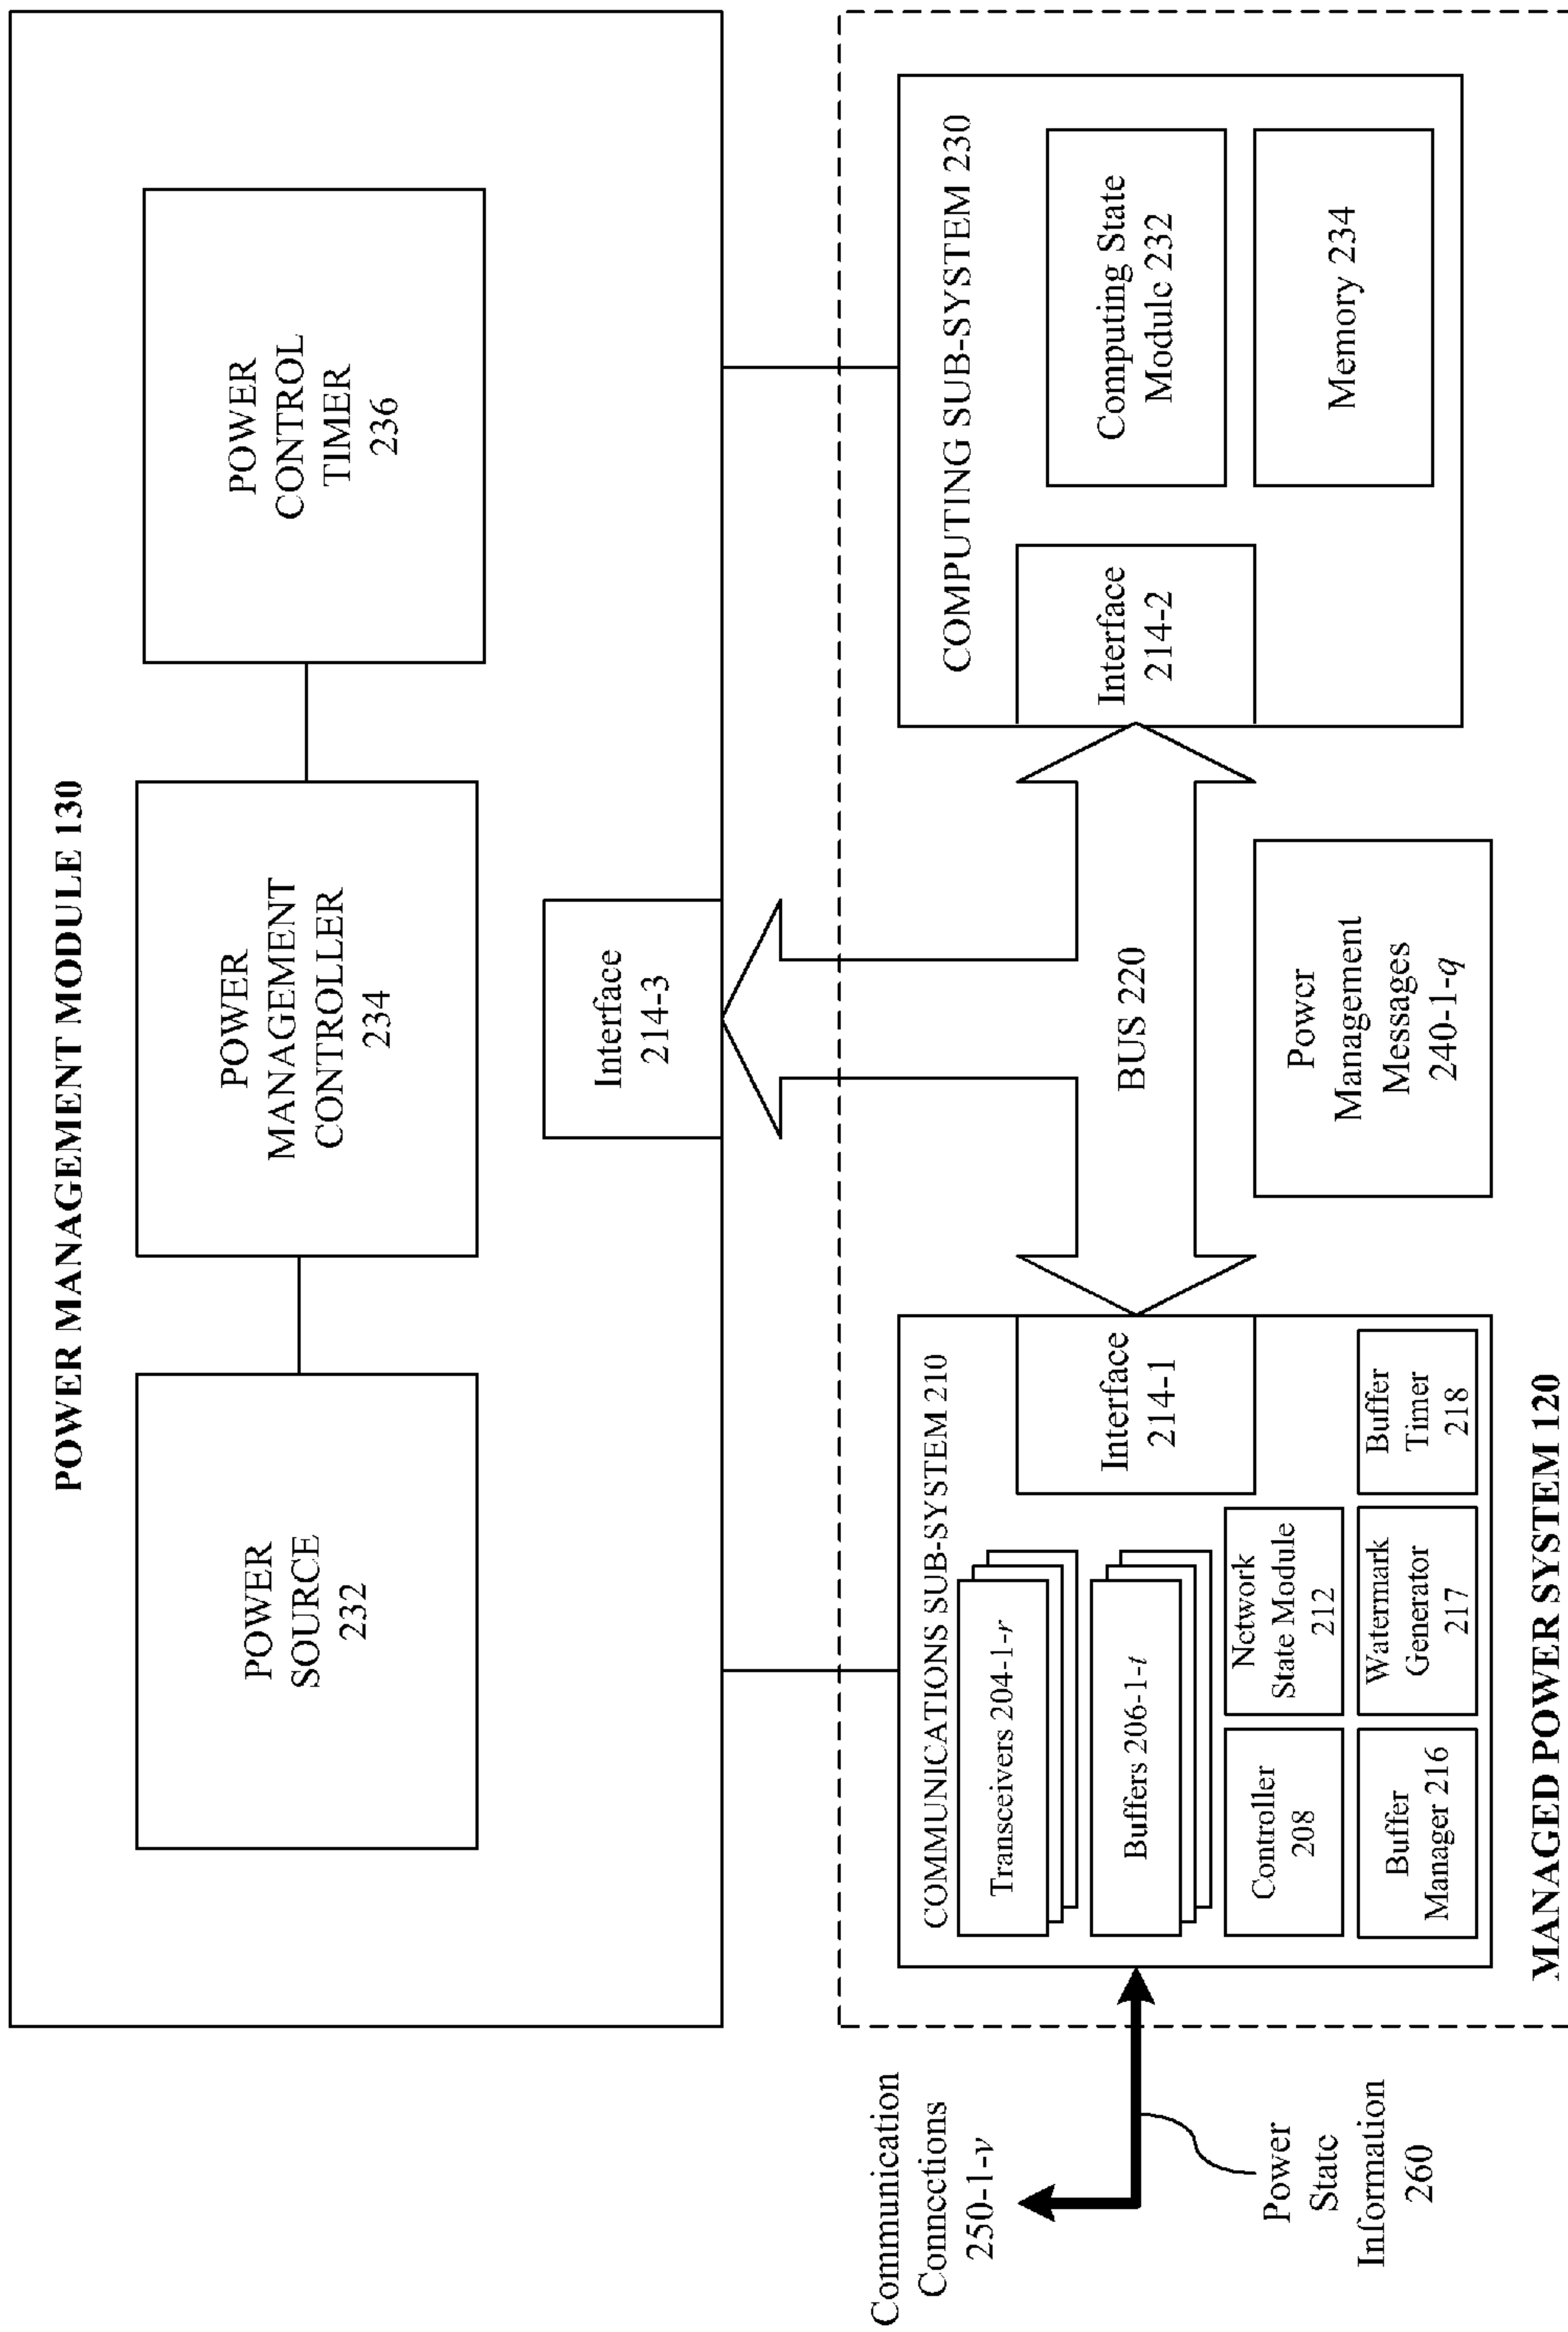 POWER MANAGEMENT MODULE 130
POWER
SOURCE
232
POWER
MANAGEMENT
CONTROLLER
234
POWER
CONTROL
TIMER
236
Interface
214-3
COMMUNICATIONS SUB-SYSTEM 210
Transceivers 204-1-r
Buffers 206-1-t
Controller
208
Network
State Module
212
Buffer
Manager 216
Watermark
Generator
217
Buffer
Timer
218
Interface
214-1
BUS 220
Power
Management
Messages
240-1-q
COMPUTING SUB-SYSTEM 230
Interface
214-2
Computing State
Module 232
Memory 234
Communication
Connections
250-1-v
Power
State
Information
260
MANAGED POWER SYSTEM 120